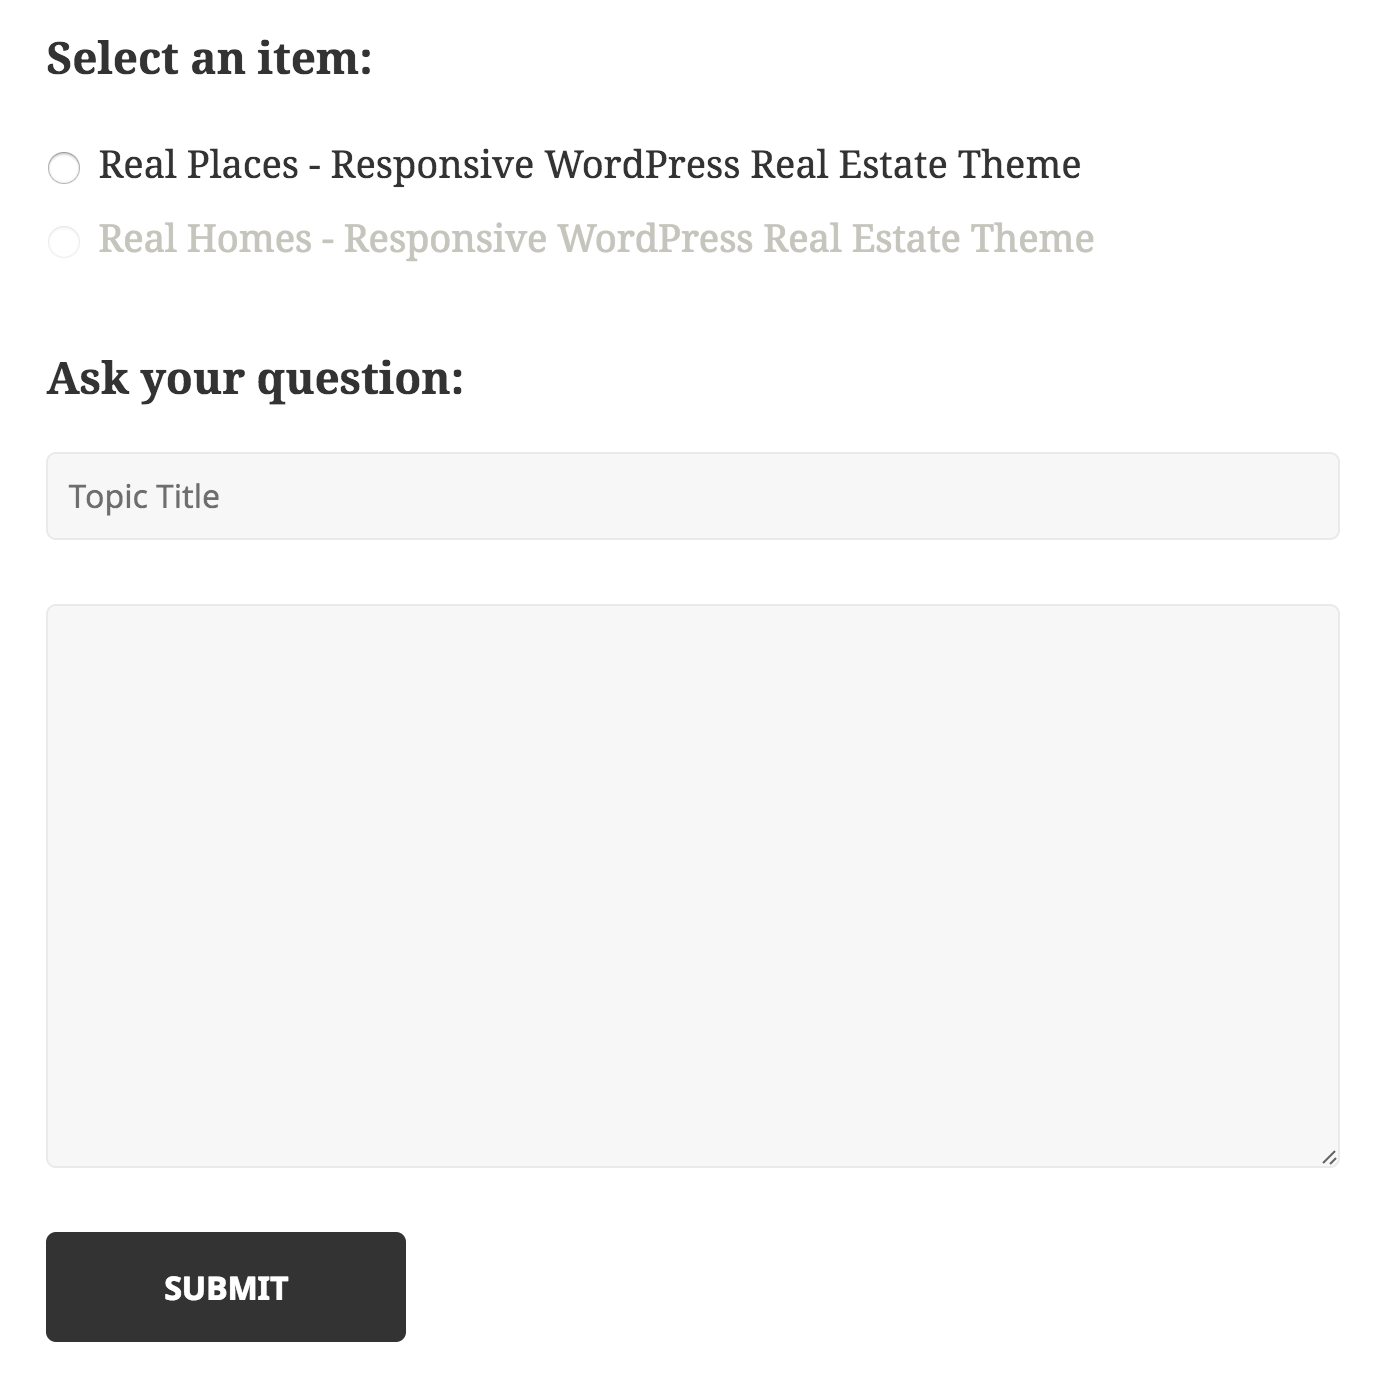 Select an item:
Real Places - Responsive WordPress Real Estate Theme
Real Homes - Responsive WordPress Real Estate Theme
Ask your question:
Topic Title
SUBMIT